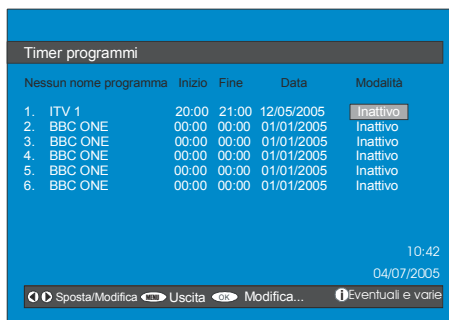 Timer programmi
Nessun nome programma Inizio Fine Data Modalità
1. ITV 1 20:00 21:00 12/05/2005 Inattivo
2. BBC ONE 00:00 00:00 01/01/2005 Inattivo
3. BBC ONE 00:00 00:00 01/01/2005 Inattivo
4. BBC ONE 00:00 00:00 01/01/2005 Inattivo
5. BBC ONE 00:00 00:00 01/01/2005 Inattivo
6. BBC ONE 00:00 00:00 01/01/2005 Inattivo
10:42
04/07/2005
Sposta/Modifica MENU Uscita OK Modifica... i Eventuali e varie